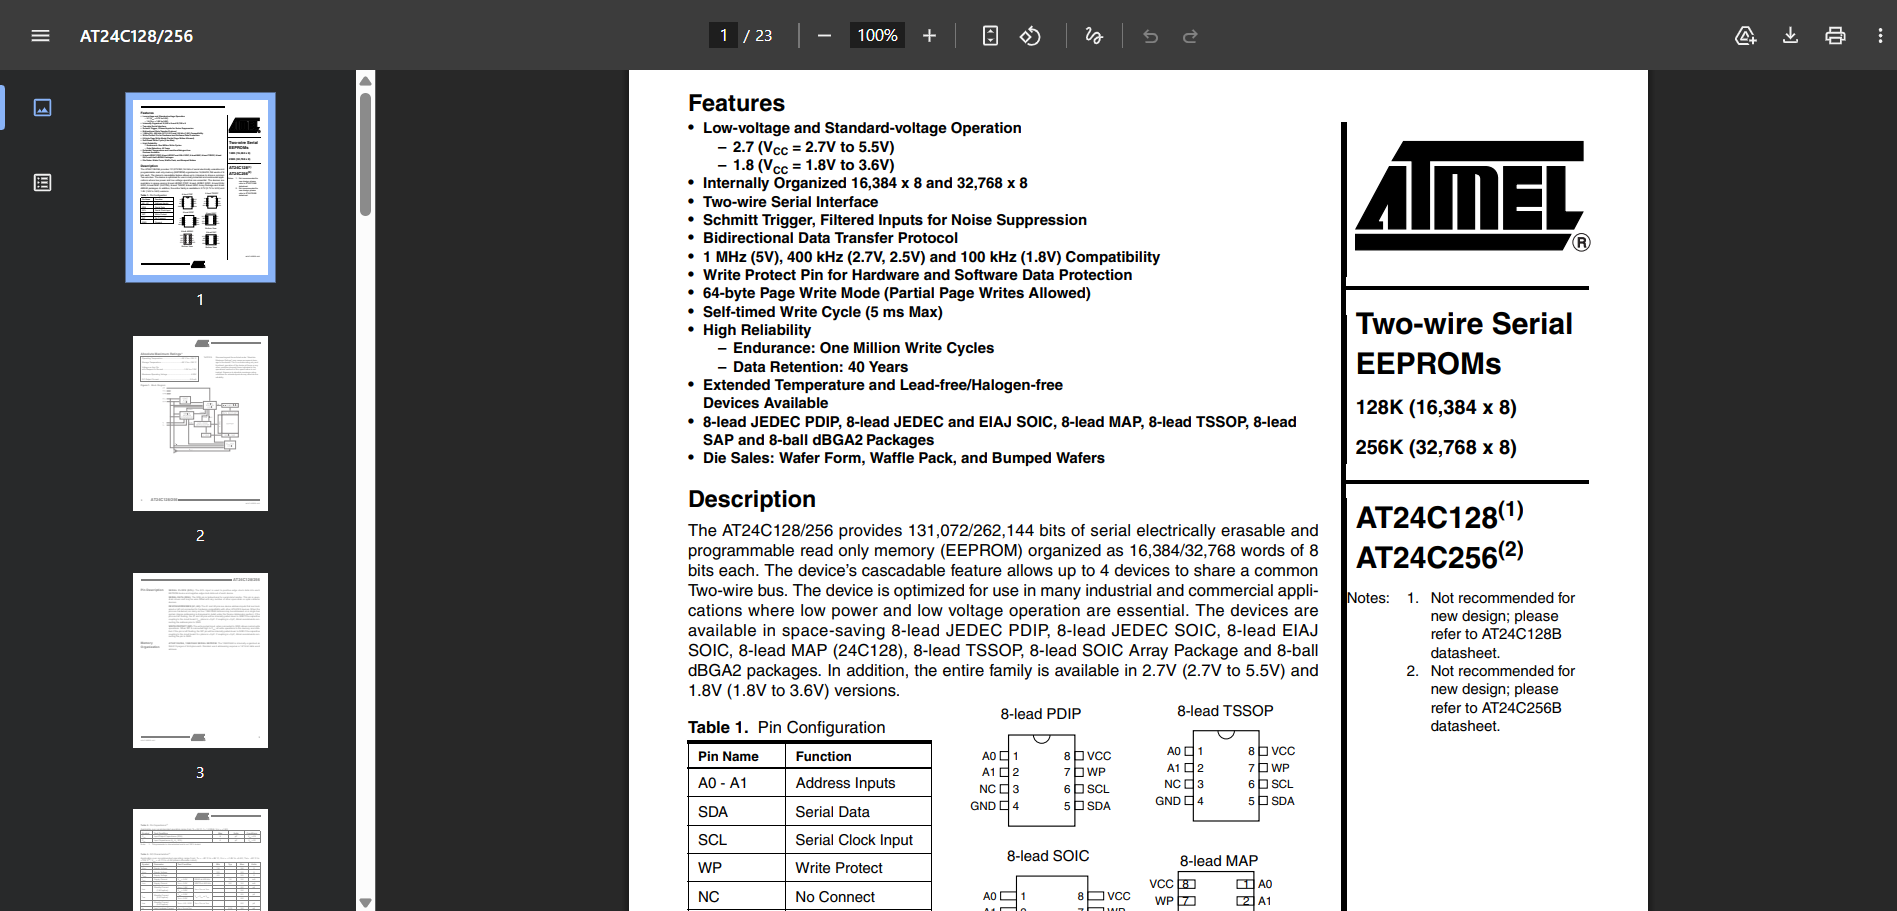 AT24C128/256
1 / 23
100%
1
2
3
Features
• Low-voltage and Standard-voltage Operation
– 2.7 (VCC = 2.7V to 5.5V)
– 1.8 (VCC = 1.8V to 3.6V)
• Internally Organized 16,384 x 8 and 32,768 x 8
• Two-wire Serial Interface
• Schmitt Trigger, Filtered Inputs for Noise Suppression
• Bidirectional Data Transfer Protocol
• 1 MHz (5V), 400 kHz (2.7V, 2.5V) and 100 kHz (1.8V) Compatibility
• Write Protect Pin for Hardware and Software Data Protection
• 64-byte Page Write Mode (Partial Page Writes Allowed)
• Self-timed Write Cycle (5 ms Max)
• High Reliability
– Endurance: One Million Write Cycles
– Data Retention: 40 Years
• Extended Temperature and Lead-free/Halogen-free
Devices Available
• 8-lead JEDEC PDIP, 8-lead JEDEC and EIAJ SOIC, 8-lead MAP, 8-lead TSSOP, 8-lead
SAP and 8-ball dBGA2 Packages
• Die Sales: Wafer Form, Waffle Pack, and Bumped Wafers
Description
The AT24C128/256 provides 131,072/262,144 bits of serial electrically erasable and
programmable read only memory (EEPROM) organized as 16,384/32,768 words of 8
bits each. The device's cascadable feature allows up to 4 devices to share a common
Two-wire bus. The device is optimized for use in many industrial and commercial appli-
cations where low power and low voltage operation are essential. The devices are
available in space-saving 8-lead JEDEC PDIP, 8-lead JEDEC SOIC, 8-lead EIAJ
SOIC, 8-lead MAP (24C128), 8-lead TSSOP, 8-lead SOIC Array Package and 8-ball
dBGA2 packages. In addition, the entire family is available in 2.7V (2.7V to 5.5V) and
1.8V (1.8V to 3.6V) versions.
Table 1. Pin Configuration
Pin Name Function
A0 - A1 Address Inputs
SDA Serial Data
SCL Serial Clock Input
WP Write Protect
NC No Connect
8-lead PDIP
A0 1 8 VCC
A1 2 7 WP
NC 3 6 SCL
GND 4 5 SDA
8-lead TSSOP
A0 1 8 VCC
A1 2 7 WP
NC 3 6 SCL
GND 4 5 SDA
8-lead SOIC
A0 1 8 VCC
8-lead MAP
VCC 8 1 A0
WP 7 2 A1
ATMEL ®
Two-wire Serial
EEPROMs
128K (16,384 x 8)
256K (32,768 x 8)
AT24C128(1)
AT24C256(2)
Notes: 1. Not recommended for
new design; please
refer to AT24C128B
datasheet.
2. Not recommended for
new design; please
refer to AT24C256B
datasheet.